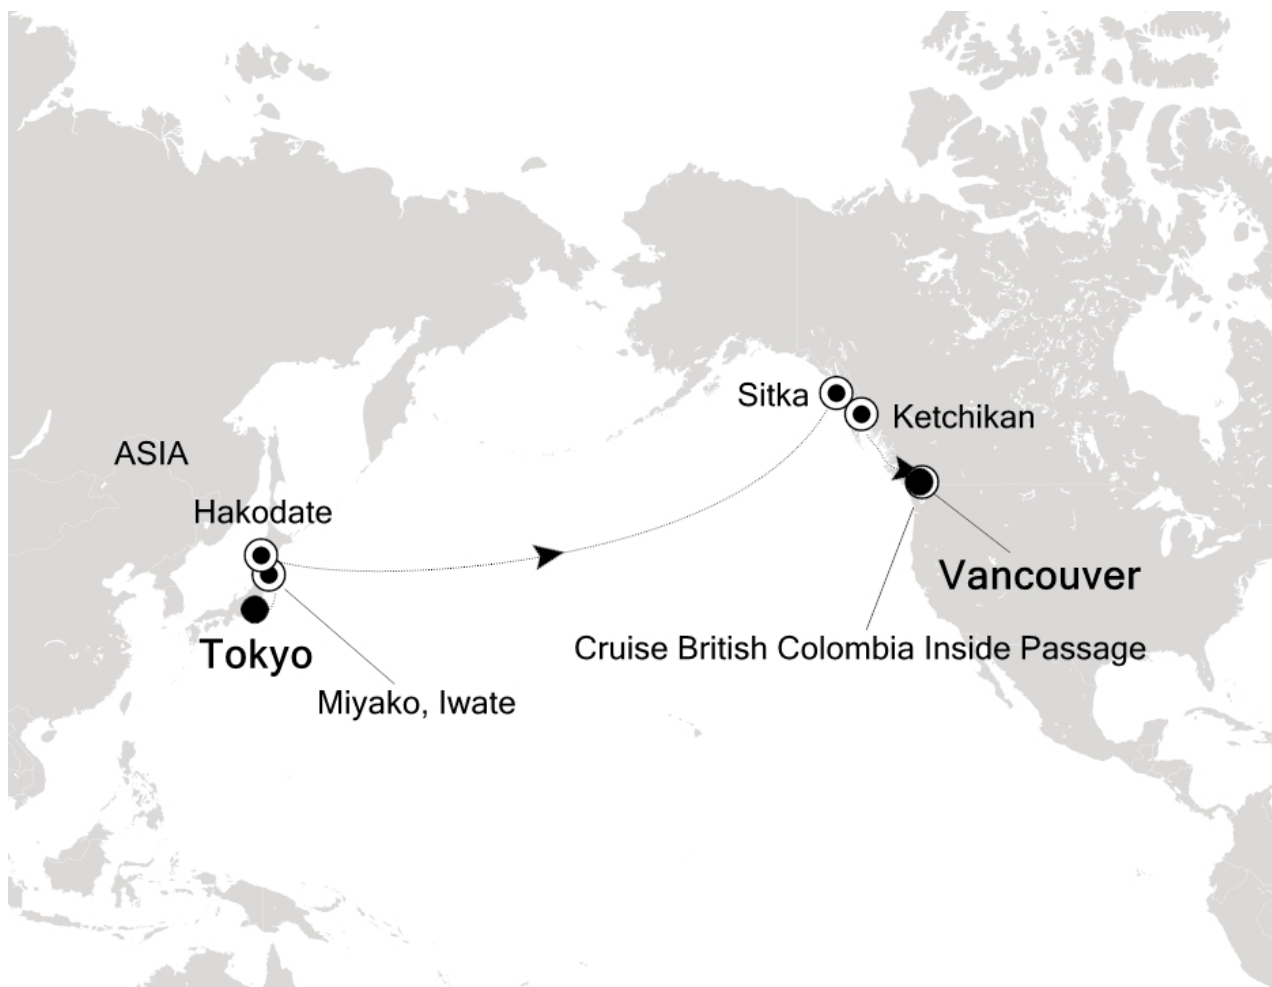 Sitka
Ketchikan
ASIA
Hakodate
Vancouver
Tokyo
Cruise British Colombia Inside Passage
Miyako, Iwate